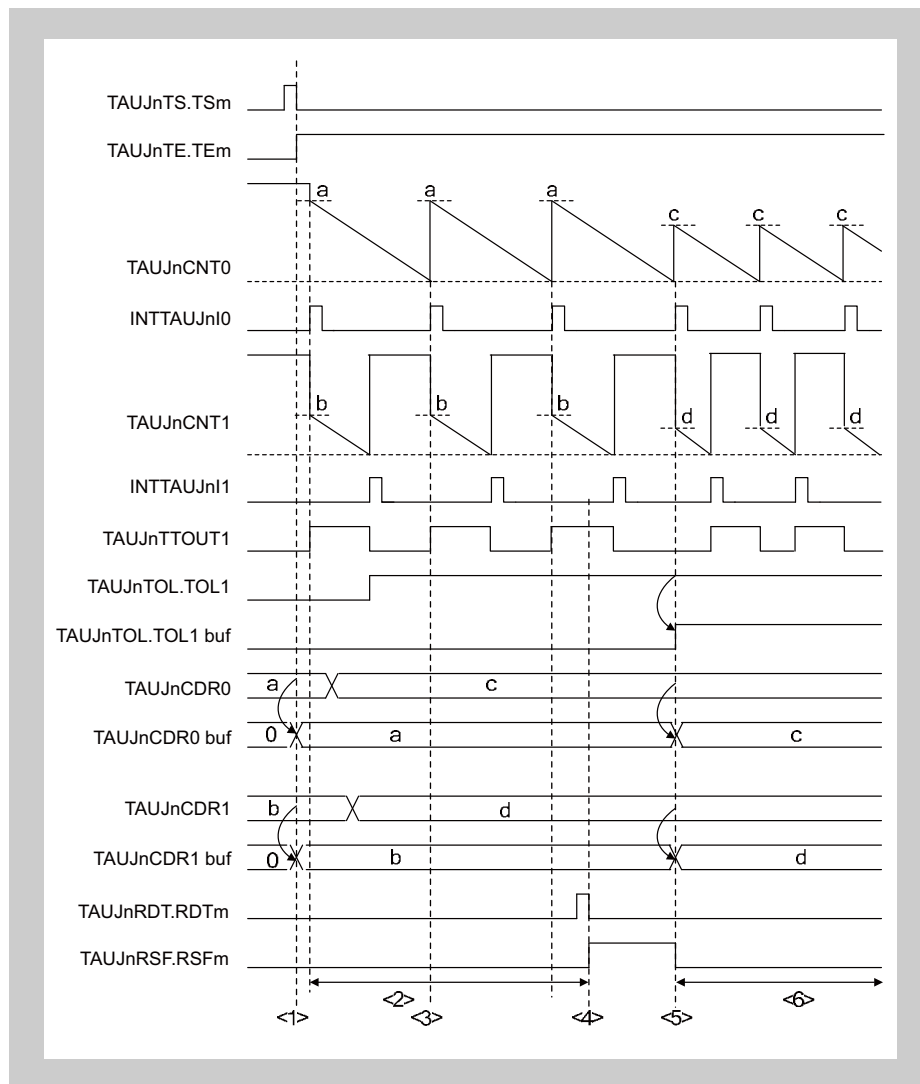 TAUJnTS.TSm
TAUJnTE.TEm
a a a c c c
TAUJnCNT0
INTTAUJnI0
b b b d d d
TAUJnCNT1
INTTAUJnI1
TAUJnTTOUT1
TAUJnTOL.TOL1
TAUJnTOL.TOL1 buf
TAUJnCDR0 a c
TAUJnCDR0 buf 0 a c
TAUJnCDR1 b d
TAUJnCDR1 buf 0 b d
TAUJnRDT.RDTm
TAUJnRSF.RSFm
<2> <6>
<1> <3> <4> <5>